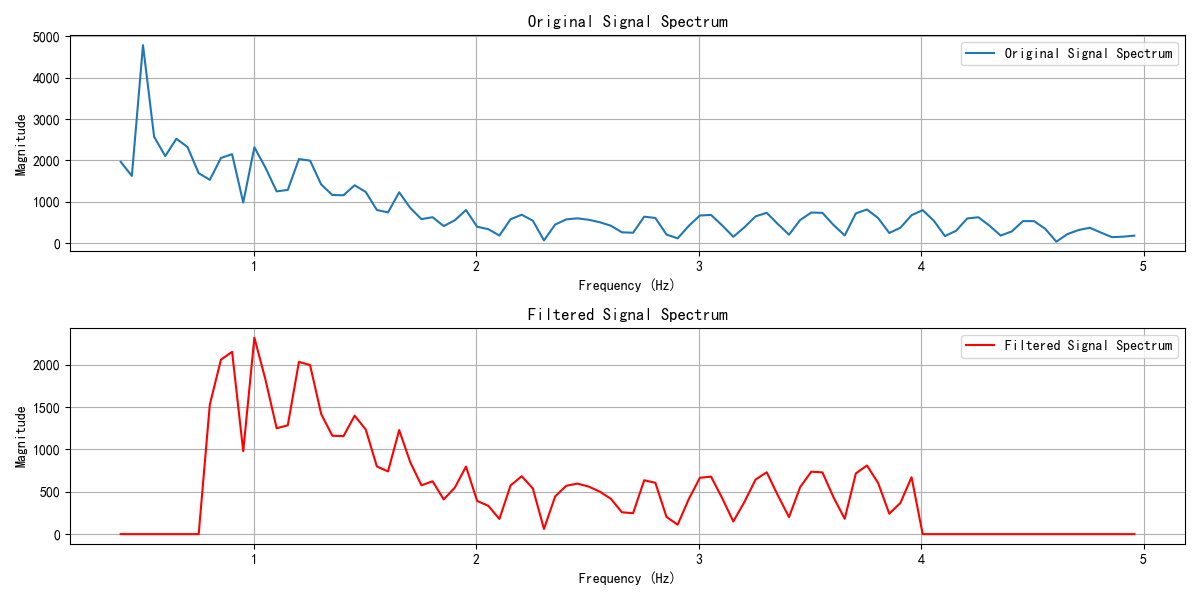 Original Signal Spectrum
5000
4000
3000
2000
1000
0
Magnitude
Original Signal Spectrum
1 2 3 4 5
Frequency (Hz)
Filtered Signal Spectrum
2000
1500
1000
500
0
Magnitude
Filtered Signal Spectrum
1 2 3 4 5
Frequency (Hz)